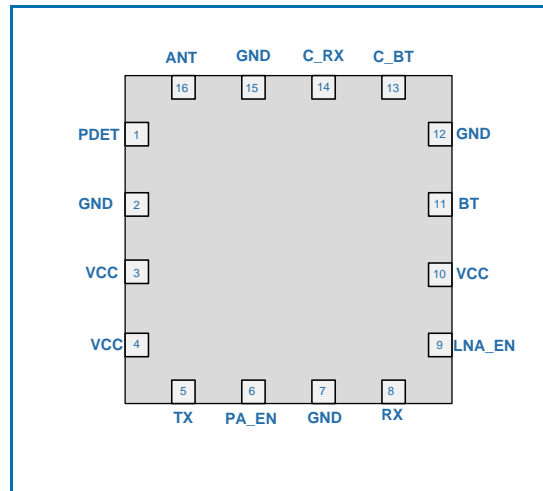 ANT GND C_RX C_BT
16 15 14 13
PDET 1 12 GND
GND 2 11 BT
VCC 3 10 VCC
VCC 4 9 LNA_EN
5 6 7 8
TX PA_EN GND RX